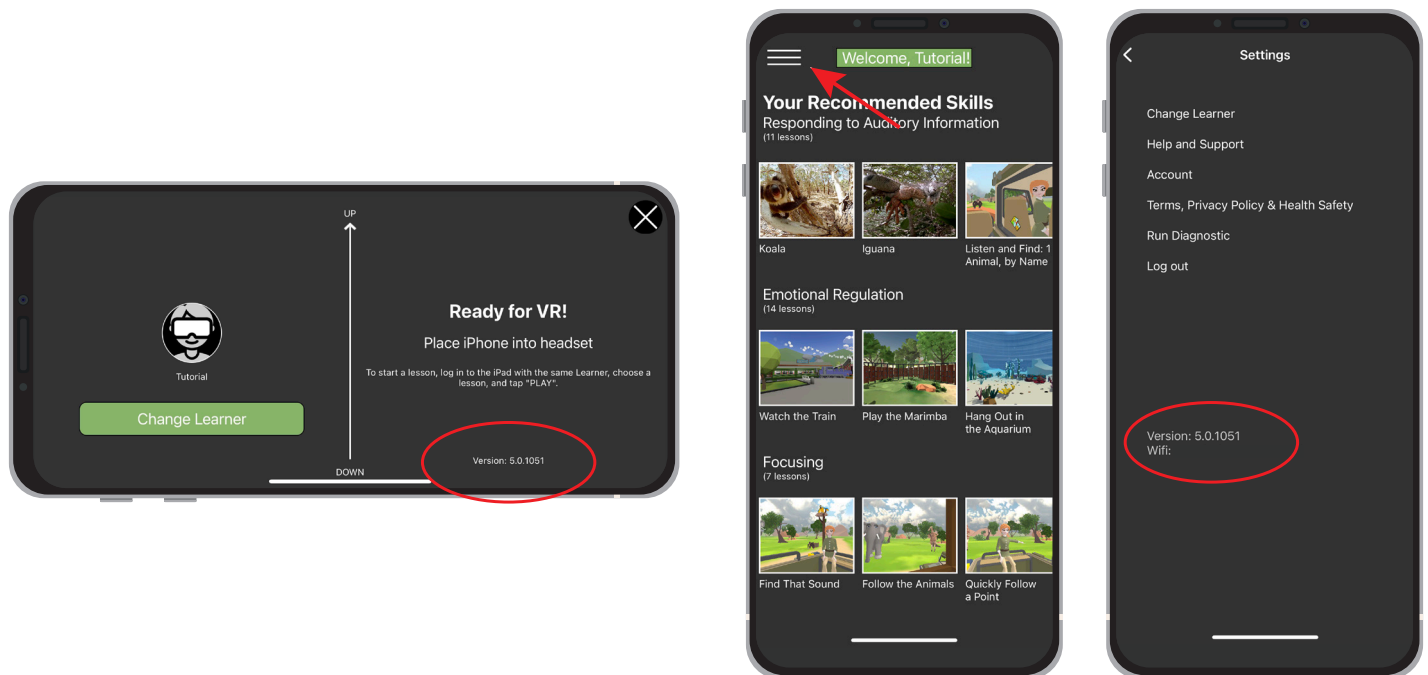 UP
Tutorial
Change Learner
DOWN
Ready for VR!
Place iPhone into headset
To start a lesson, log in to the iPad with the same Learner, choose a
lesson, and tap "PLAY".
Version: 5.0.1051
Welcome, Tutorial!
Your Recommended Skills
Responding to Auditory Information
(11 lessons)
Koala
Iguana
Listen and Find: 1
Animal, by Name
Emotional Regulation
(14 lessons)
Watch the Train
Play the Marimba
Hang Out in
the Aquarium
Focusing
(7 lessons)
Find That Sound
Follow the Animals
Quickly Follow
a Point
Settings
Change Learner
Help and Support
Account
Terms, Privacy Policy & Health Safety
Run Diagnostic
Log out
Version: 5.0.1051
Wifi: